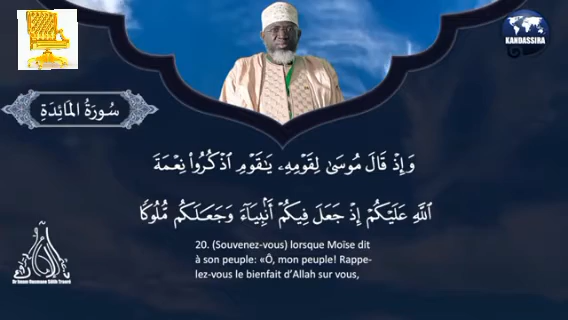 KANDASSIRA
سُورَةُ المَائِدَةِ
وَإِذْ قَالَ مُوسَىٰ لِقَوْمِهِۦ يَـٰقَوْمِ ٱذْكُرُوا۟ نِعْمَةَ
ٱللَّهِ عَلَيْكُمْ إِذْ جَعَلَ فِيكُمْ أَنۢبِيَآءَ وَجَعَلَكُم مُّلُوكًا
20. (Souvenez-vous) lorsque Moïse dit
à son peuple: «Ô, mon peuple! Rappe-
lez-vous le bienfait d’Allah sur vous,